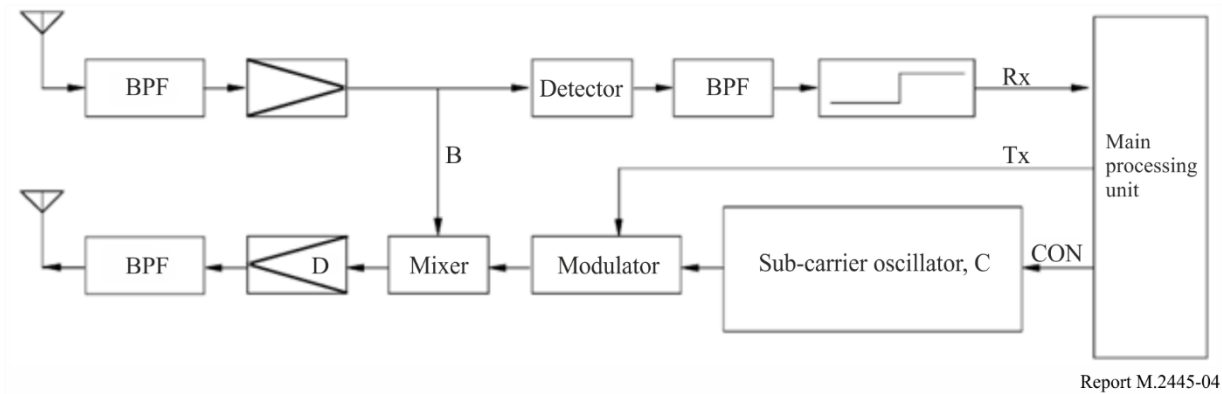 BPF
Detector
BPF
Rx
B
Tx
Main
processing
unit
BPF
D
Mixer
Modulator
Sub-carrier oscillator, C
CON
Report M.2445-04